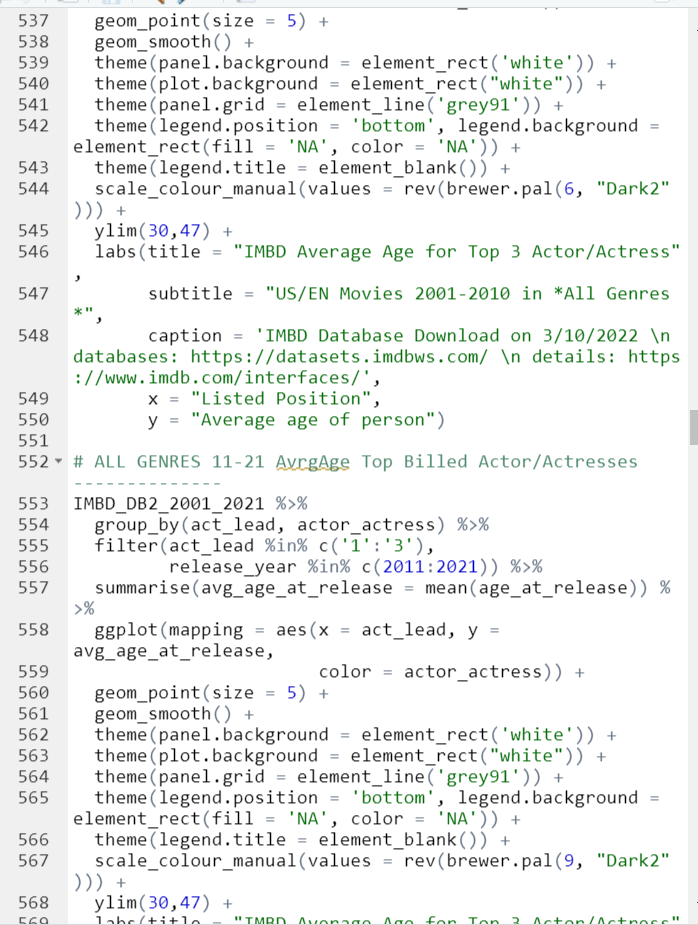 537 geom_point(size = 5) +
538 geom_smooth() +
539 theme(panel.background = element_rect('white')) +
540 theme(plot.background = element_rect("white")) +
541 theme(panel.grid = element_line('grey91')) +
542 theme(legend.position = 'bottom', legend.background =
element_rect(fill = 'NA', color = 'NA')) +
543 theme(legend.title = element_blank()) +
544 scale_colour_manual(values = rev(brewer.pal(6, "Dark2"
))) +
545 ylim(30,47) +
546 labs(title = "IMBD Average Age for Top 3 Actor/Actress"
,
547 subtitle = "US/EN Movies 2001-2010 in *All Genres
*",
548 caption = 'IMBD Database Download on 3/10/2022 \n
databases: https://datasets.imdbws.com/ \n details: https
://www.imdb.com/interfaces/',
549 x = "Listed Position",
550 y = "Average age of person")
551
552 # ALL GENRES 11-21 AvrgAge Top Billed Actor/Actresses
--------------
553 IMBD_DB2_2001_2021 %>%
554 group_by(act_lead, actor_actress) %>%
555 filter(act_lead %in% c('1':'3'),
556 release_year %in% c(2011:2021)) %>%
557 summarise(avg_age_at_release = mean(age_at_release)) %
>%
558 ggplot(mapping = aes(x = act_lead, y =
avg_age_at_release,
559 color = actor_actress)) +
560 geom_point(size = 5) +
561 geom_smooth() +
562 theme(panel.background = element_rect('white')) +
563 theme(plot.background = element_rect("white")) +
564 theme(panel.grid = element_line('grey91')) +
565 theme(legend.position = 'bottom', legend.background =
element_rect(fill = 'NA', color = 'NA')) +
566 theme(legend.title = element_blank()) +
567 scale_colour_manual(values = rev(brewer.pal(9, "Dark2"
))) +
568 ylim(30,47) +
569 labs(title = "IMBD Average Age for Top 3 Actor/Actress"